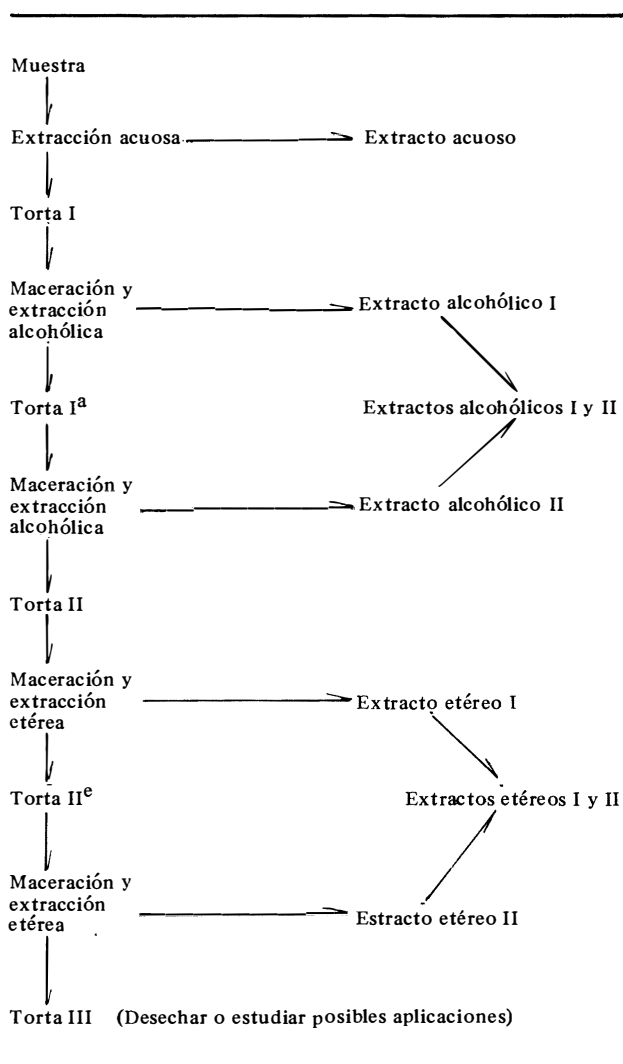 Muestra
Extracción acuosa Extracto acuoso
Torta I
Maceración y
extracción
alcohólica
Extracto alcohólico I
Torta Iª
Extractos alcohólicos I y II
Maceración y
extracción
alcohólica
Extracto alcohólico II
Torta II
Maceración y
extracción
etérea
Extracto etéreo I
Torta IIᵉ
Extractos etéreos I y II
Maceración y
extracción
etérea
Estracto etéreo II
Torta III (Desechar o estudiar posibles aplicaciones)